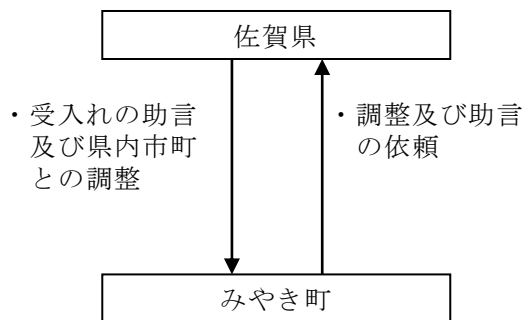 佐賀県
・受入れの助言
及び県内市町
との調整
・調整及び助言
の依頼
みやき町